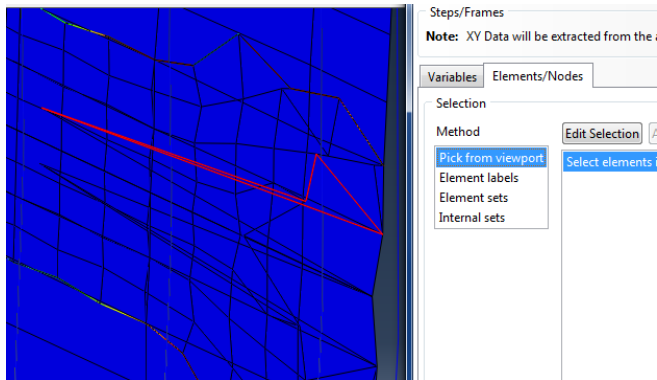 Steps/Frames
Note: XY Data will be extracted from the
Variables
Elements/Nodes
Selection
Method
Edit Selection
Pick from viewport
Select elements
Element labels
Element sets
Internal sets